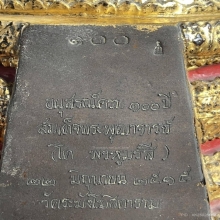 ๑๐๐ ปี
อนุสรณ์ครบ ๑๐๐ ปี
สมเด็จพระพุฒาจารย์
(โต พรหมรังสี)
๒๒ มิถุนายน ๒๕๑๕
วัดระฆังโฆสิตาราม